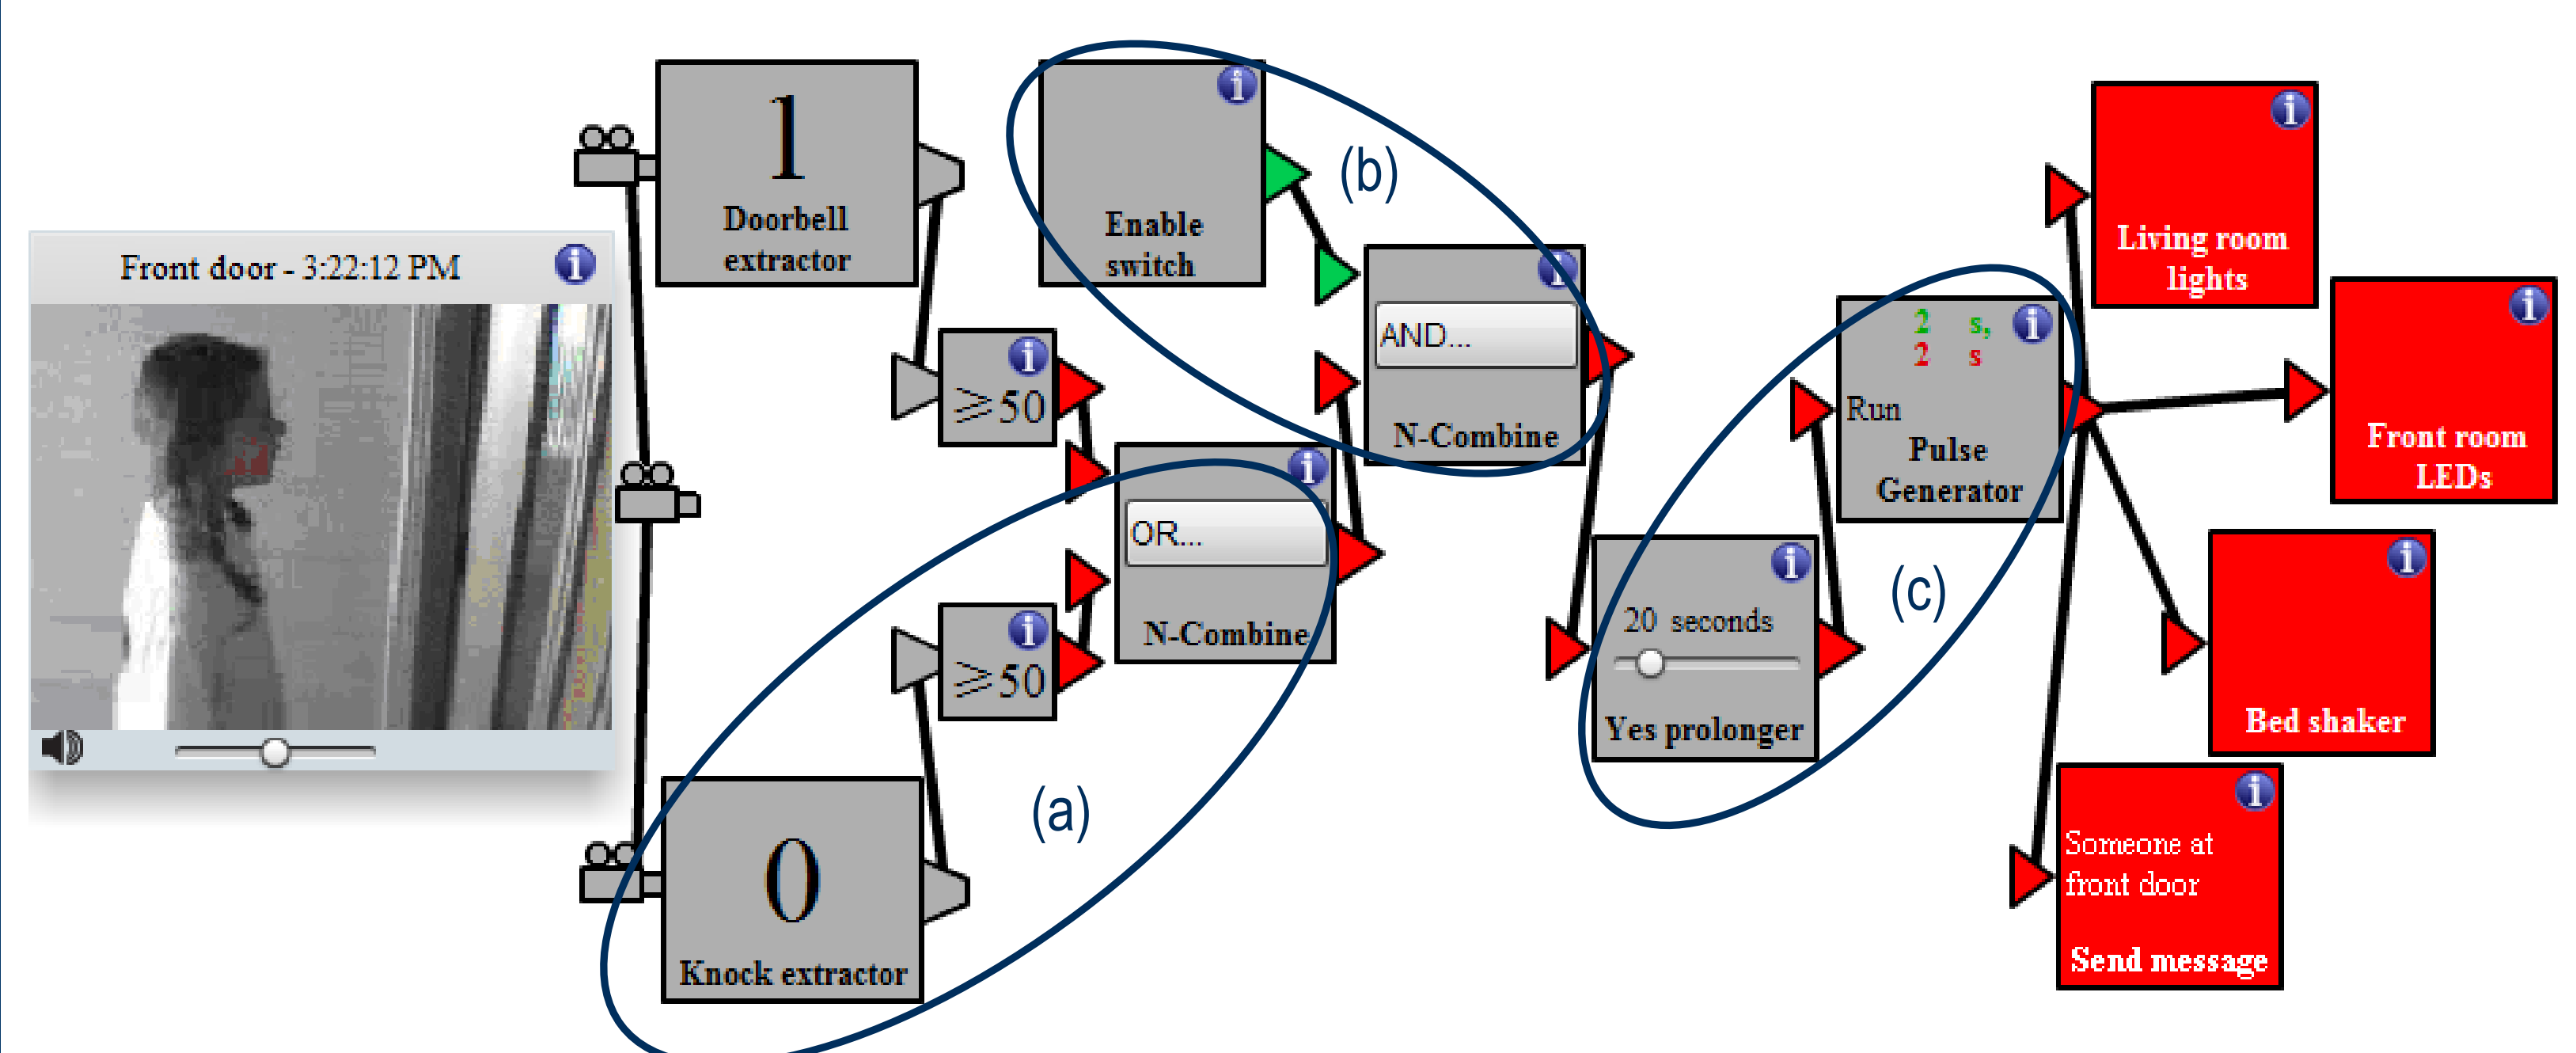 Front door - 3:22:12 PM
1
Doorbell
extractor
≥50
0
Knock extractor
≥50
(a)
OR...
N-Combine
Enable
switch
(b)
AND...
N-Combine
20 seconds
Yes prolonger
2 s,
2 s
Run
Pulse
Generator
(c)
Living room
lights
Front room
LEDs
Bed shaker
Someone at
front door
Send message